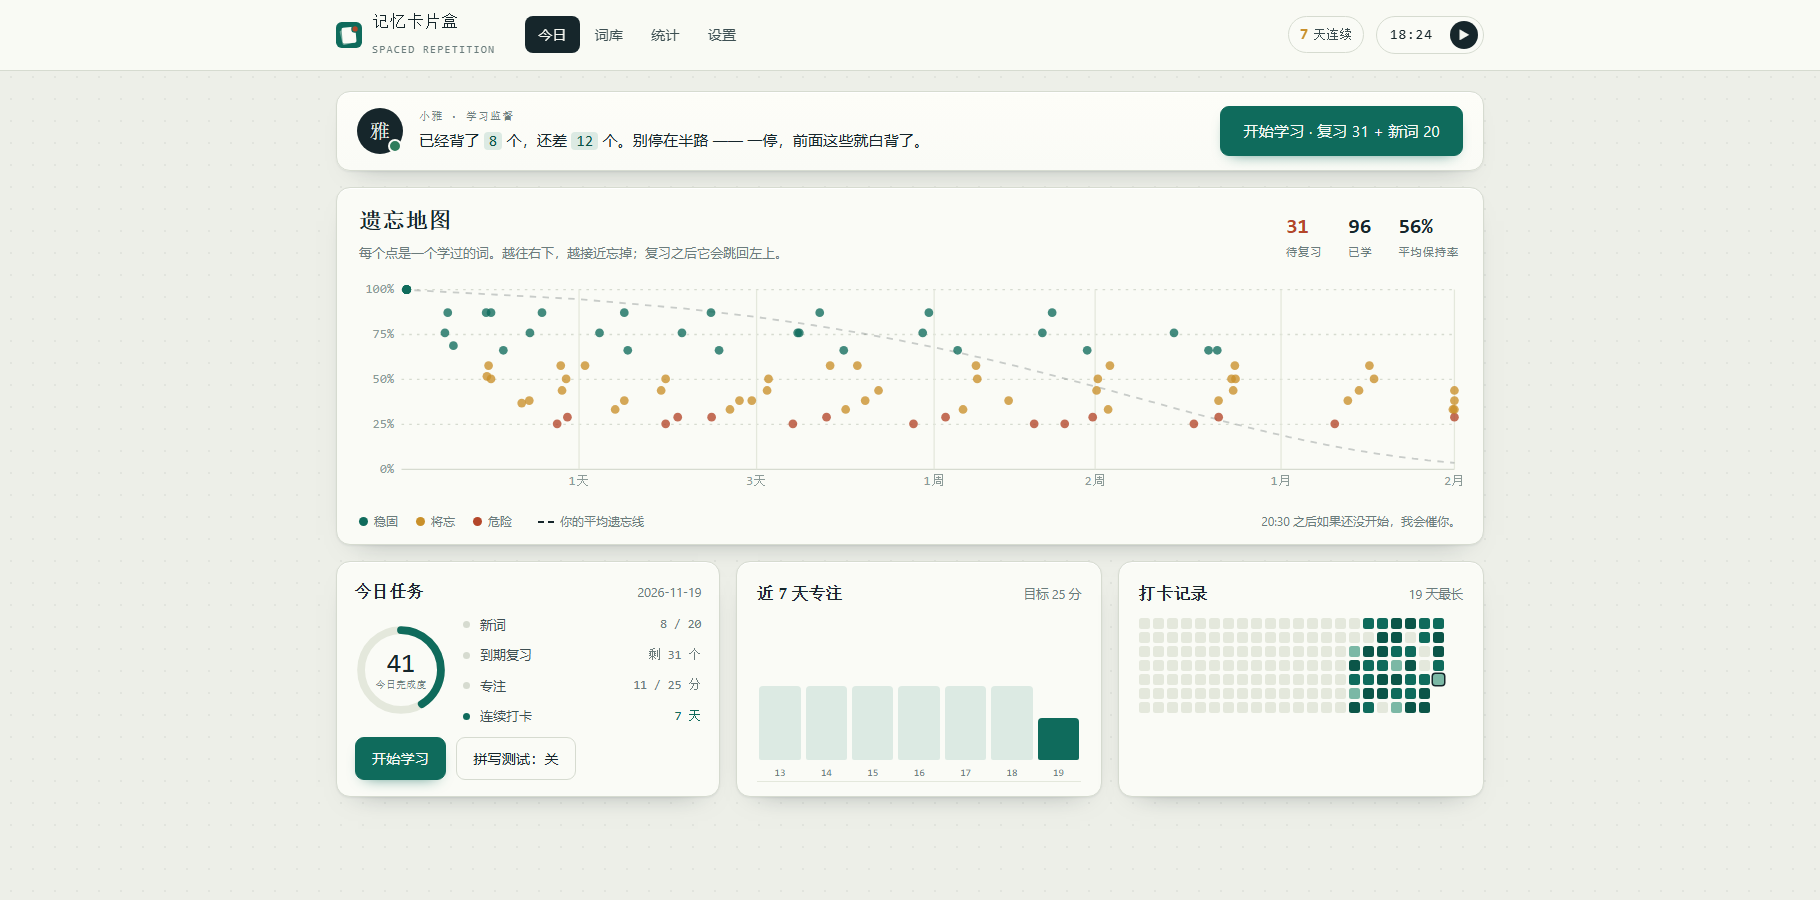 记忆卡片盒
SPACED REPETITION
今日 词库 统计 设置
7 天连续
18:24
雅
小雅 · 学习监督
已经背了 8 个，还差 12 个。别停在半路 —— 一停，前面这些就白背了。
开始学习 · 复习 31 + 新词 20
遗忘地图
每个点是一个学过的词。越往右下，越接近忘掉；复习之后它会跳回左上。
31 96 56%
待复习 已学 平均保持率
100%
75%
50%
25%
0%
1天 3天 1周 2周 1月 2月
稳固 将忘 危险 你的平均遗忘线
20:30 之后如果还没开始，我会催你。
今日任务
2026-11-19
41
今日完成度
新词 8 / 20
到期复习 剩 31 个
专注 11 / 25 分
连续打卡 7 天
开始学习
拼写测试：关
近 7 天专注
目标 25 分
13 14 15 16 17 18 19
打卡记录
19 天最长